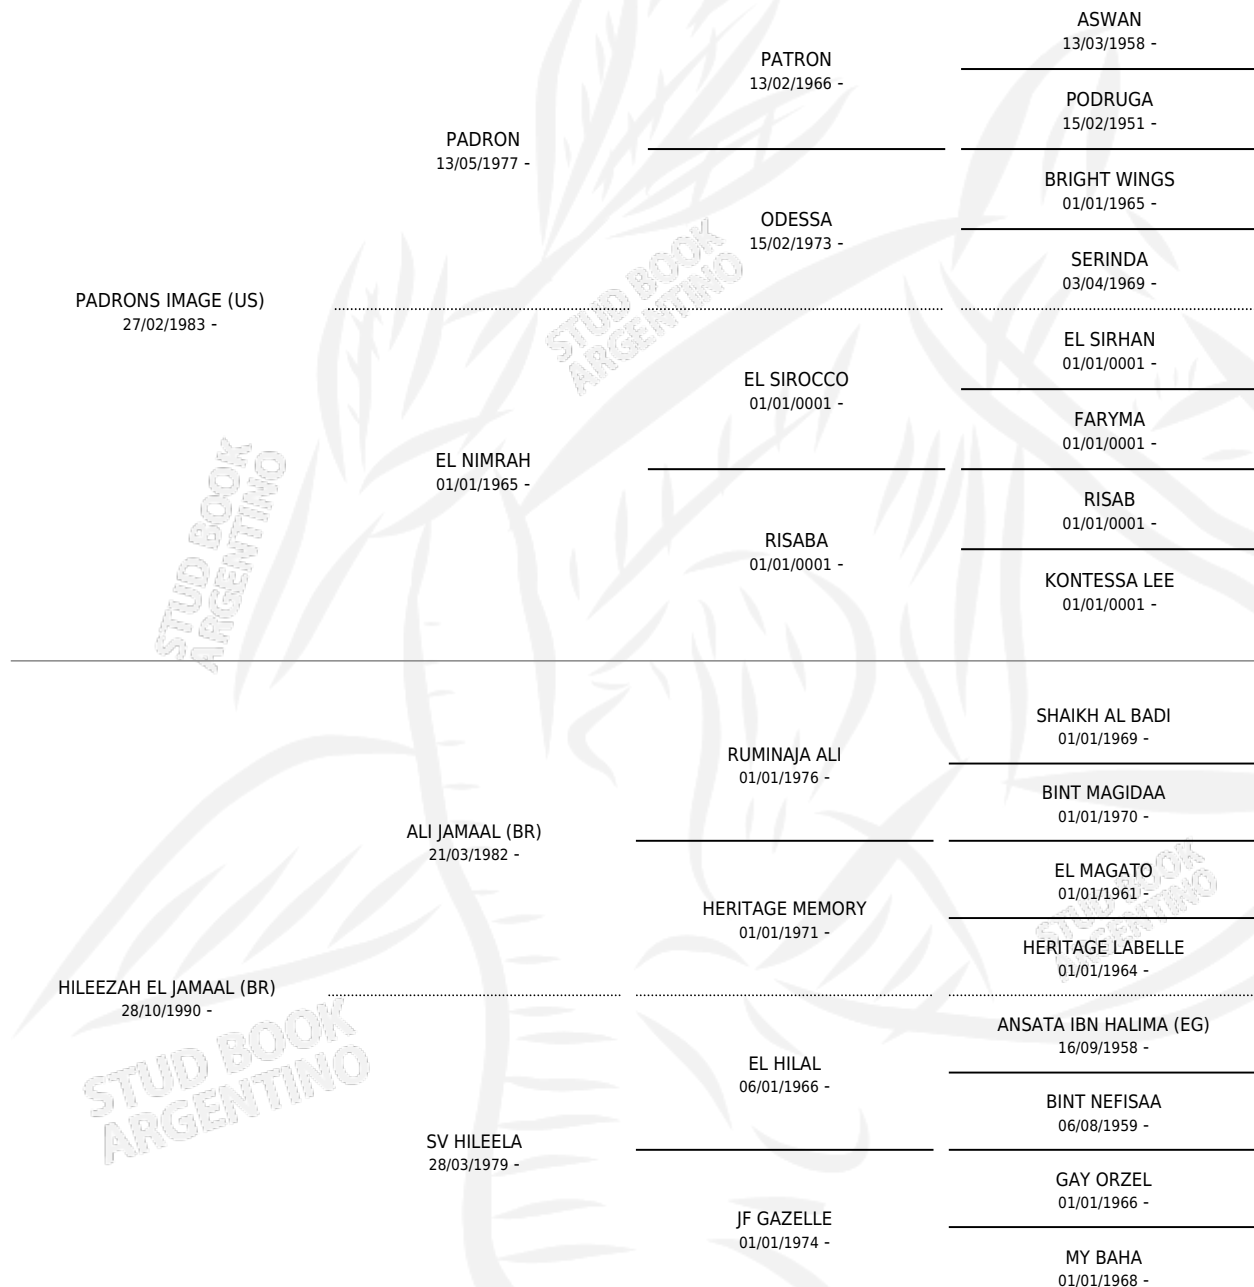 PADRONS IMAGE (US)
27/02/1983 -
PADRON
13/05/1977 -
PATRON
13/02/1966 -
ASWAN
13/03/1958 -
PODRUGA
15/02/1951 -
ODESSA
15/02/1973 -
BRIGHT WINGS
01/01/1965 -
SERINDA
03/04/1969 -
EL NIMRAH
01/01/1965 -
EL SIROCCO
01/01/0001 -
EL SIRHAN
01/01/0001 -
FARYMA
01/01/0001 -
RISABA
01/01/0001 -
RISAB
01/01/0001 -
KONTESSA LEE
01/01/0001 -
HILEEZAH EL JAMAAL (BR)
28/10/1990 -
ALI JAMAAL (BR)
21/03/1982 -
RUMINAJA ALI
01/01/1976 -
SHAIKH AL BADI
01/01/1969 -
BINT MAGIDAA
01/01/1970 -
HERITAGE MEMORY
01/01/1971 -
EL MAGATO
01/01/1961 -
HERITAGE LABELLE
01/01/1964 -
SV HILEELA
28/03/1979 -
EL HILAL
06/01/1966 -
ANSATA IBN HALIMA (EG)
16/09/1958 -
BINT NEFISAA
06/08/1959 -
JF GAZELLE
01/01/1974 -
GAY ORZEL
01/01/1966 -
MY BAHA
01/01/1968 -
STUD BOOK
ARGENTINO
STUD BOOK
ARGENTINO
STUD BOOK
ARGENTINO
STUD BOOK
ARGENTINO